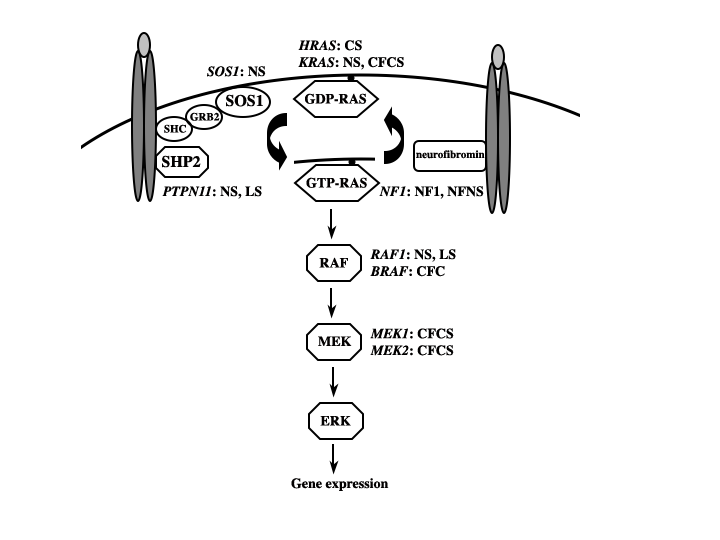 HRAS: CS
KRAS: NS, CFCS
SOS1: NS
SOS1
GDP-RAS
GRB2
SHC
SHP2
neurofibromin
GTP-RAS
PTPN11: NS, LS
NF1: NF1, NFNS
RAF
RAF1: NS, LS
BRAF: CFC
MEK
MEK1: CFCS
MEK2: CFCS
ERK
Gene expression